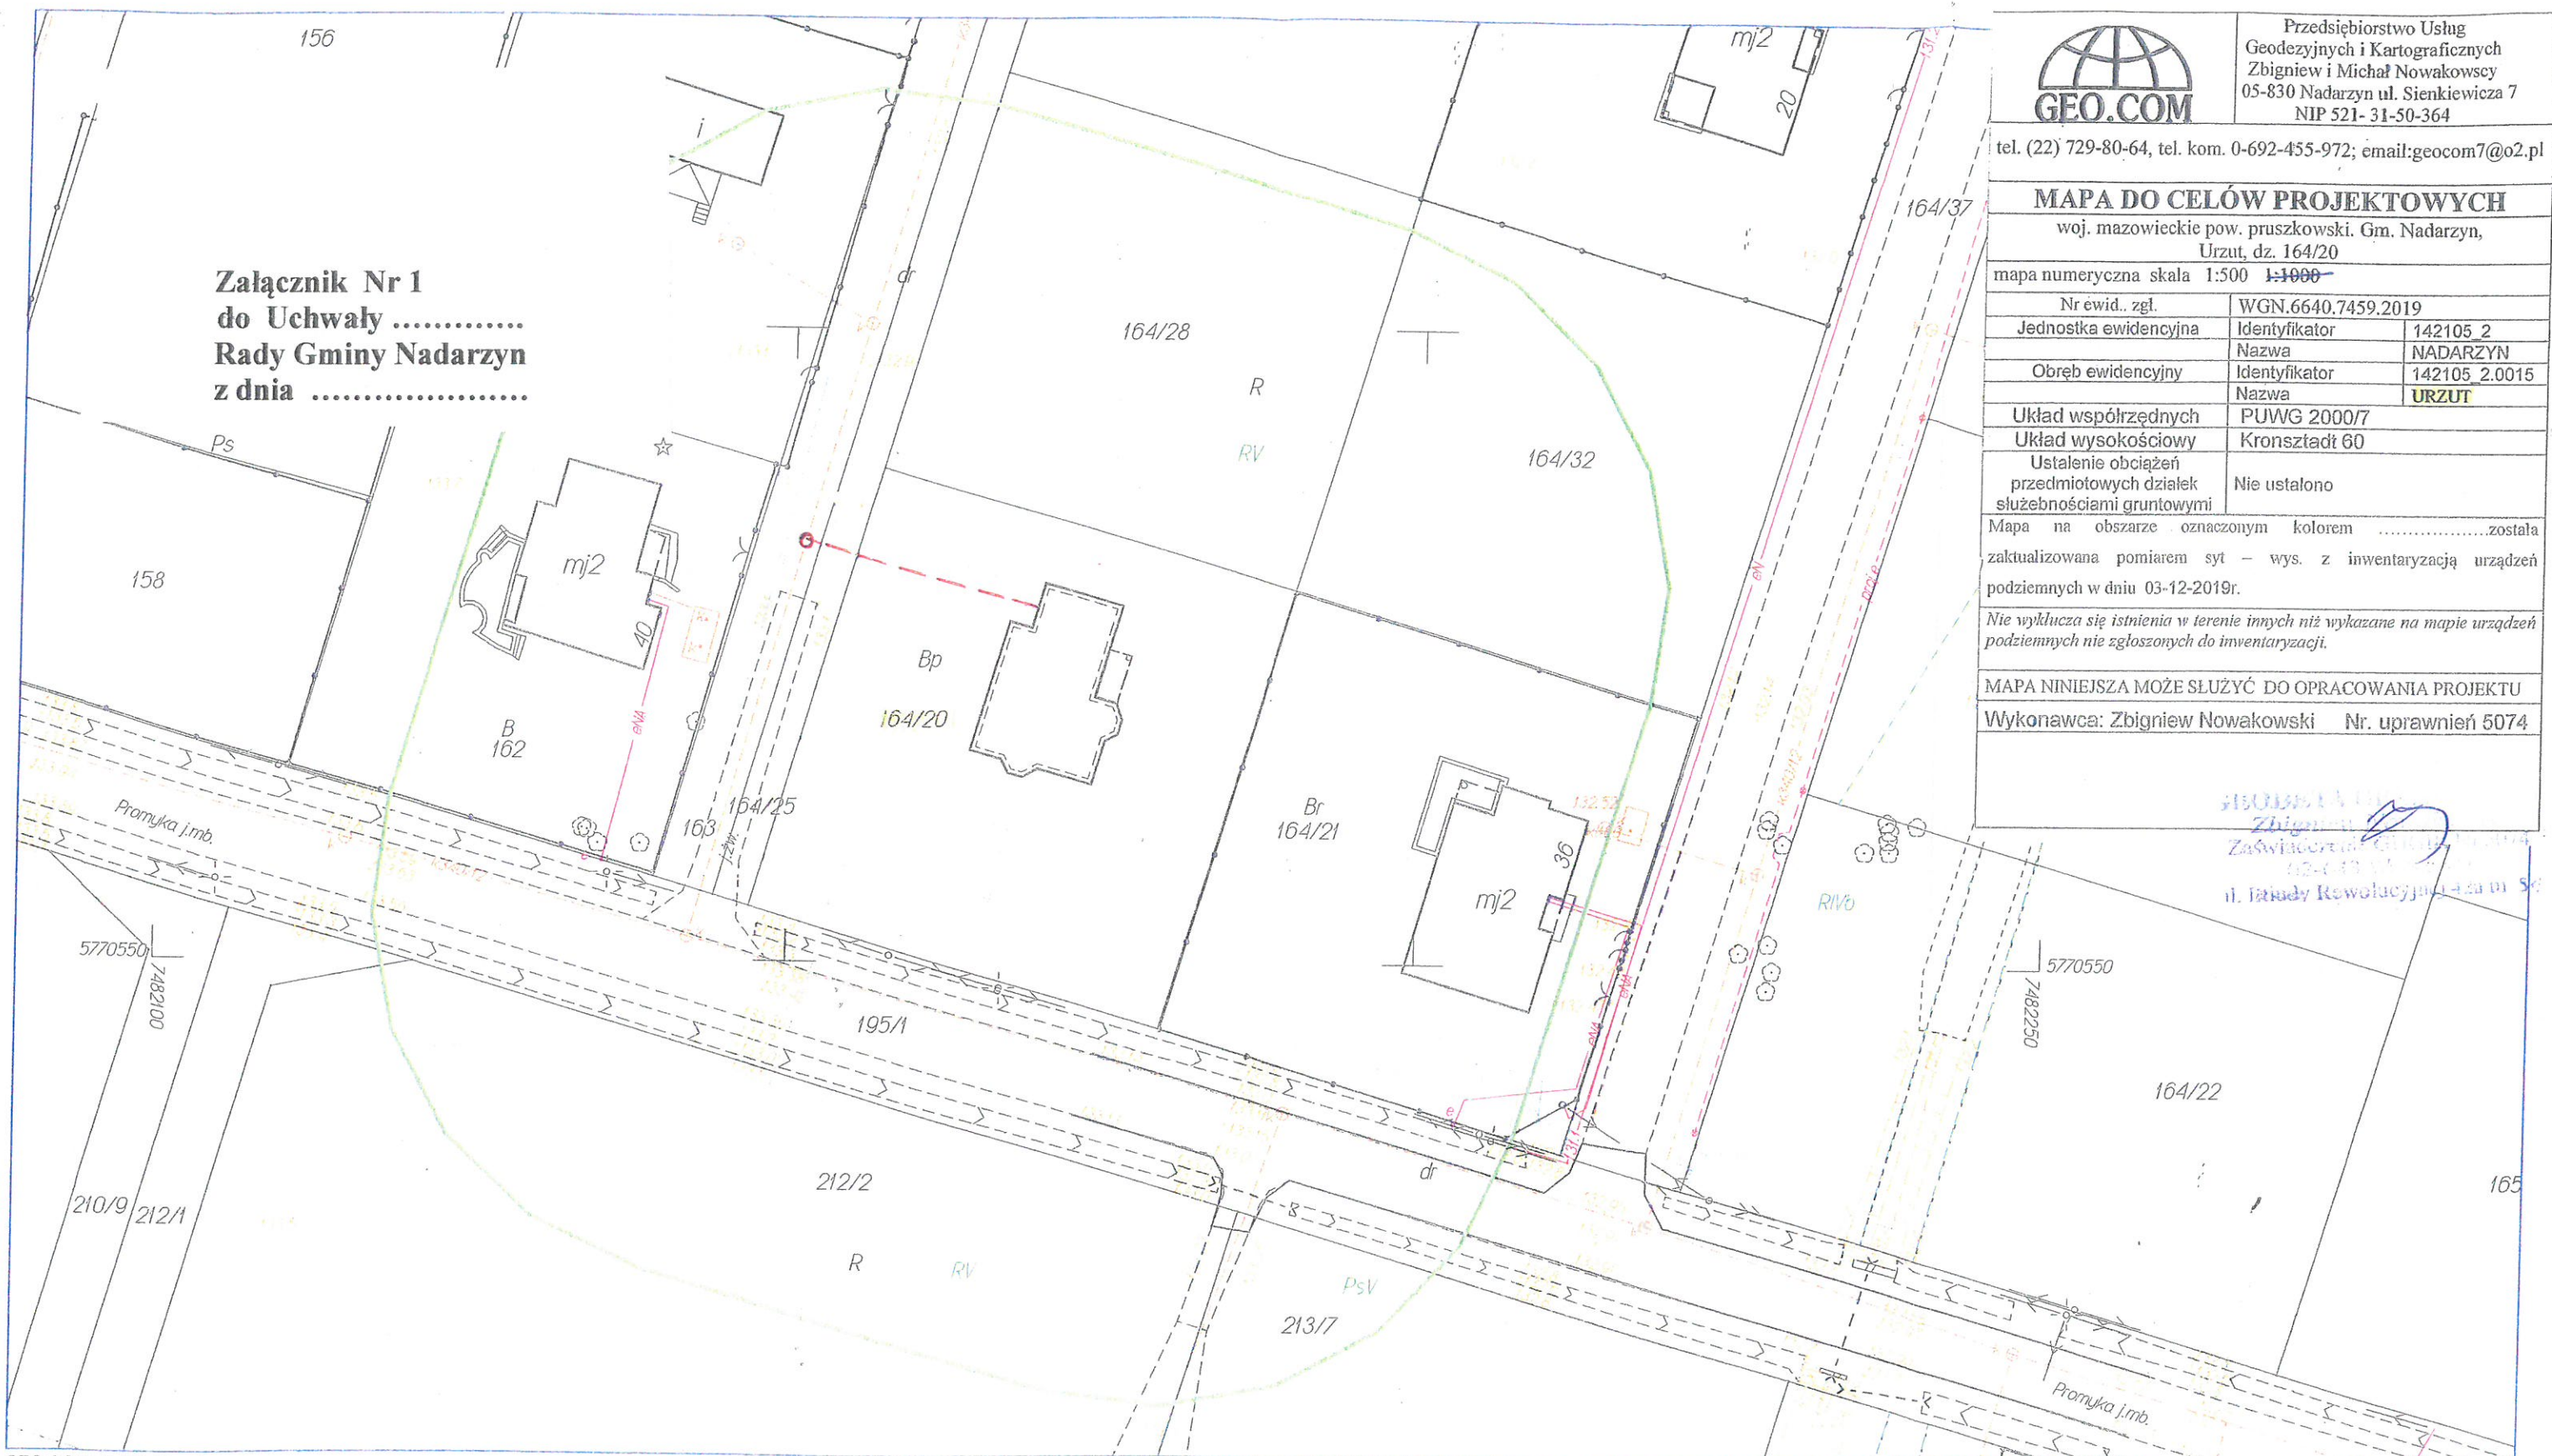 156
Załącznik Nr 1
do Uchwały .............
Rady Gminy Nadarzyn
z dnia .....................
Ps
158
mj2
40
B
162
eNA
163
164/25
j.żw.
i
dr
164/28
R
RV
164/32
mj2
20
164/37
eN
Bp
164/20
Br
164/21
mj2
36
132.52
eNA
eNA
RIVb
Promyka j.mb.
5770550
7482100
195/1
210/9
212/1
212/2
R
RV
213/7
PsV
dr
5770550
7482250
164/22
165
Promyka j.mb.
GEO.COM
Przedsiębiorstwo Usług
Geodezyjnych i Kartograficznych
Zbigniew i Michał Nowakowscy
05-830 Nadarzyn ul. Sienkiewicza 7
NIP 521- 31-50-364
tel. (22) 729-80-64, tel. kom. 0-692-455-972; email:geocom7@o2.pl
MAPA DO CELÓW PROJEKTOWYCH
woj. mazowieckie pow. pruszkowski. Gm. Nadarzyn,
Urzut, dz. 164/20
mapa numeryczna skala 1:500 1:1000
Nr ewid.. zgł. WGN.6640.7459.2019
Jednostka ewidencyjna Identyfikator 142105_2
Nazwa NADARZYN
Obręb ewidencyjny Identyfikator 142105_2.0015
Nazwa URZUT
Układ współrzędnych PUWG 2000/7
Układ wysokościowy Kronsztadt 60
Ustalenie obciążeń
przedmiotowych działek
służebnościami gruntowymi
Nie ustalono
Mapa na obszarze oznaczonym kolorem ..................została
zaktualizowana pomiarem syt – wys. z inwentaryzacją urządzeń
podziemnych w dniu 03-12-2019r.
Nie wyklucza się istnienia w terenie innych niż wykazane na mapie urządzeń
podziemnych nie zgłoszonych do inwentaryzacji.
MAPA NINIEJSZA MOŻE SŁUŻYĆ DO OPRACOWANIA PROJEKTU
Wykonawca: Zbigniew Nowakowski Nr. uprawnień 5074